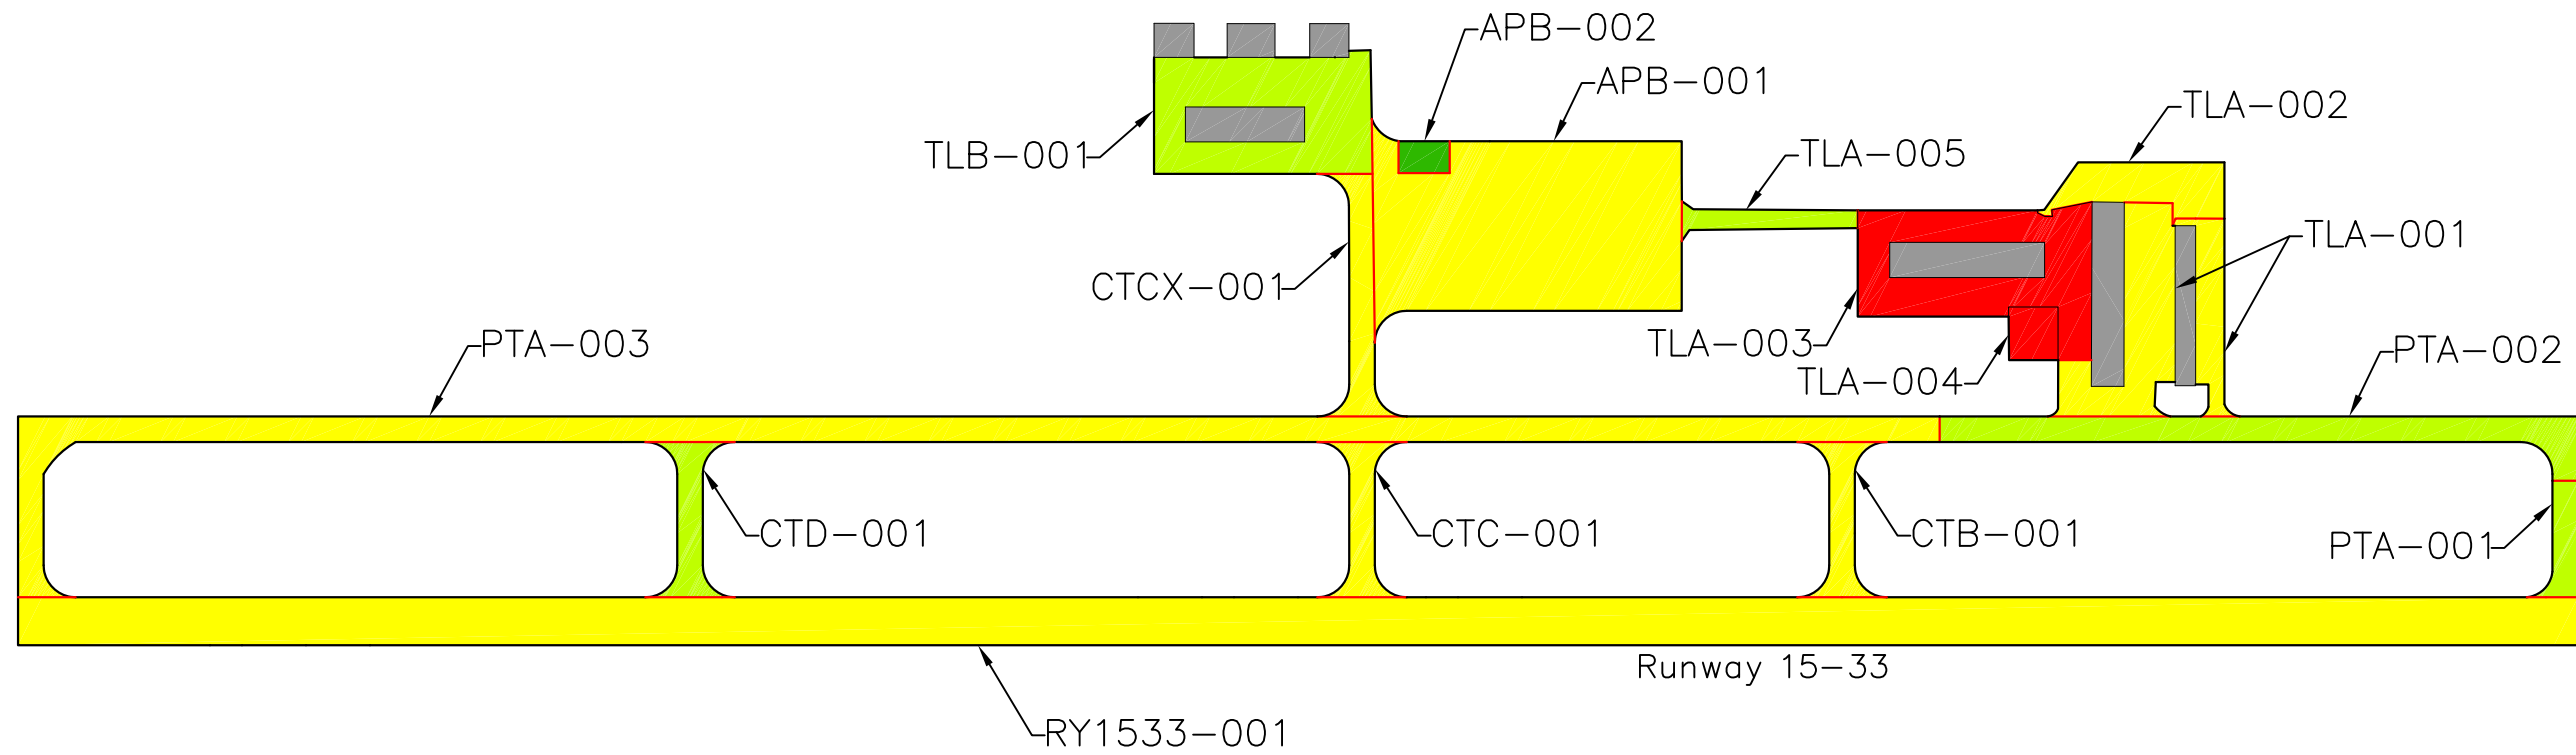 APB-002
APB-001
TLA-002
TLB-001
TLA-005
TLA-001
CTCX-001
PTA-003
TLA-003
PTA-002
TLA-004
CTD-001
CTC-001
CTB-001
PTA-001
Runway 15-33
RY1533-001